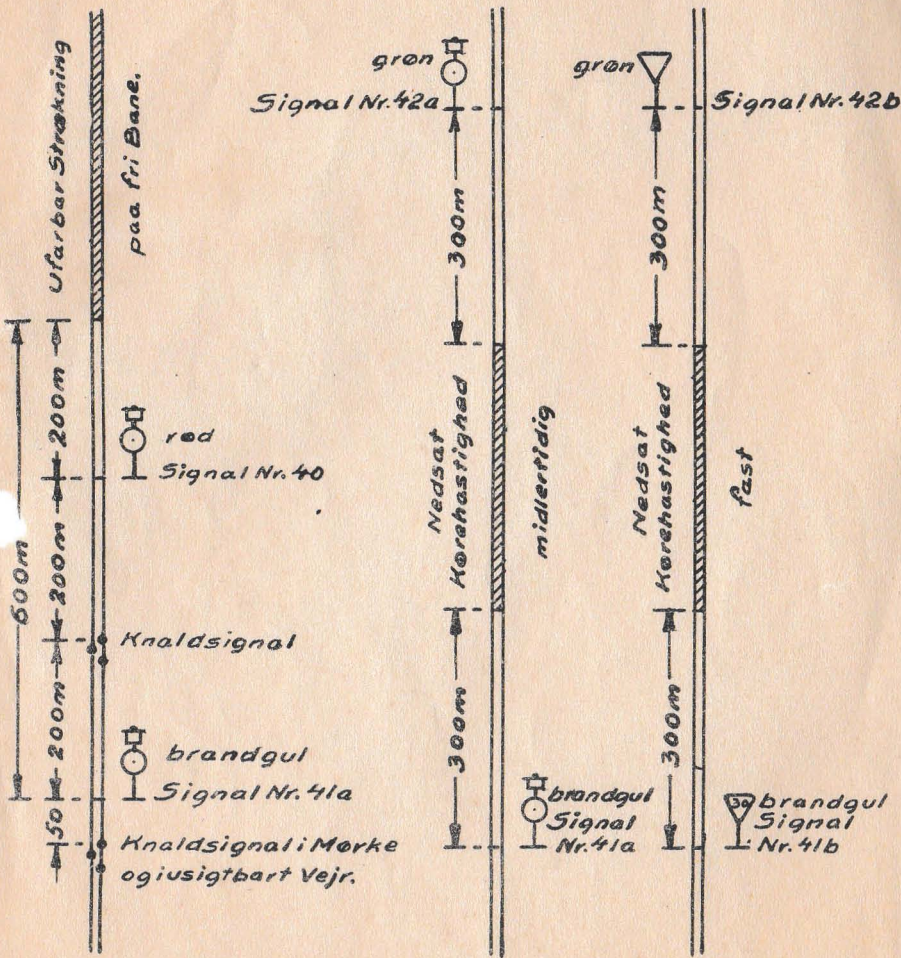 Ufarbar Strækning
paa fri Bane.
200m
600m
rød
Signal Nr. 40
200m
Knaldsignal
200m
brandgul
Signal Nr. 41a
50
Knaldsignal i Mørke
og i usigtbart Vejr.
grøn
Signal Nr. 42a
300m
Nedsat
Kørehastighed
midlertidig
300m
brandgul
Signal
Nr. 41a
grøn
Signal Nr. 42b
300m
Nedsat
Kørehastighed
fast
300m
30
brandgul
Signal
Nr. 41b